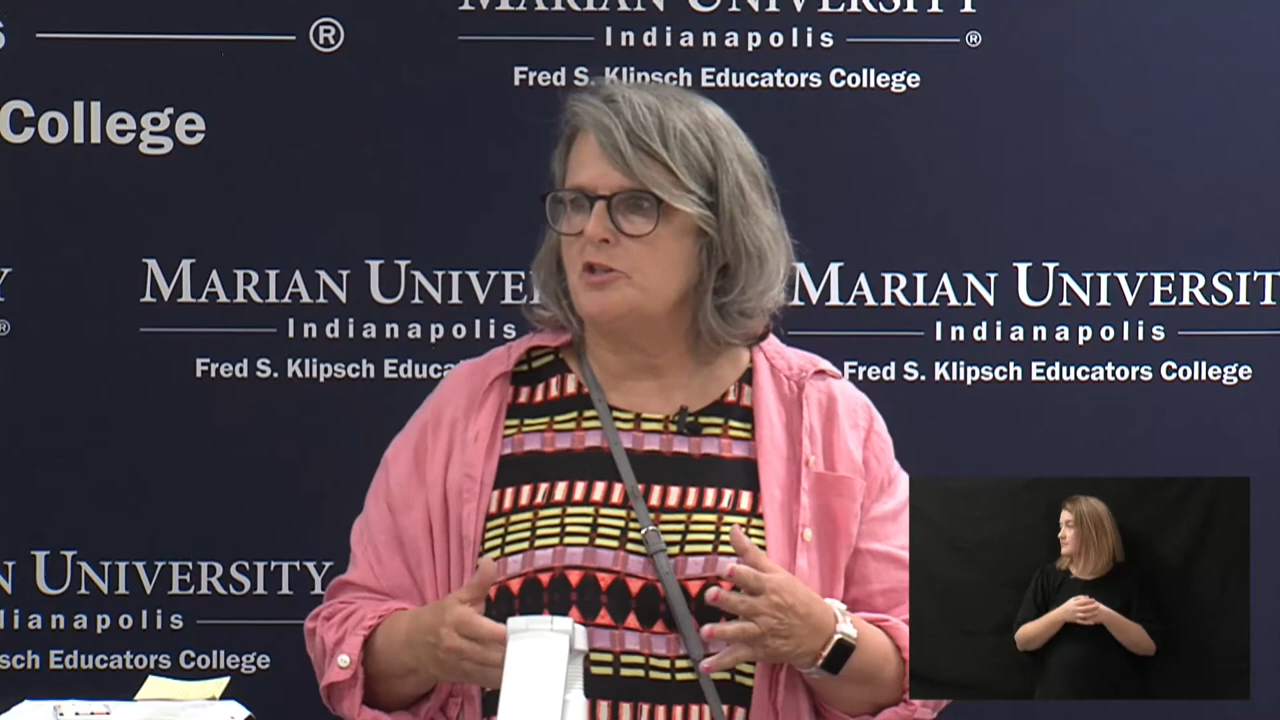 S ®
College
MARIAN UNIVERSITY
Indianapolis ®
Fred S. Klipsch Educators College
Y
®
MARIAN UNIVE
Indianapolis
Fred S. Klipsch Educa
MARIAN UNIVERSIT
Indianapolis
Fred S. Klipsch Educators College
N UNIVERSITY
dianapolis
sch Educators College